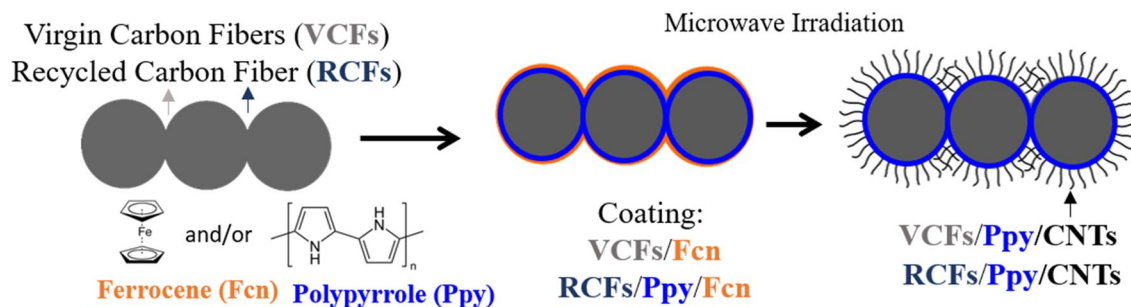 Virgin Carbon Fibers (VCFs)
Recycled Carbon Fiber (RCFs)
Microwave Irradiation
Fe
and/or
H
N
N
H
n
Ferrocene (Fcn)
Polypyrrole (Ppy)
Coating:
VCFs/Fcn
RCFs/Ppy/Fcn
VCFs/Ppy/CNTs
RCFs/Ppy/CNTs